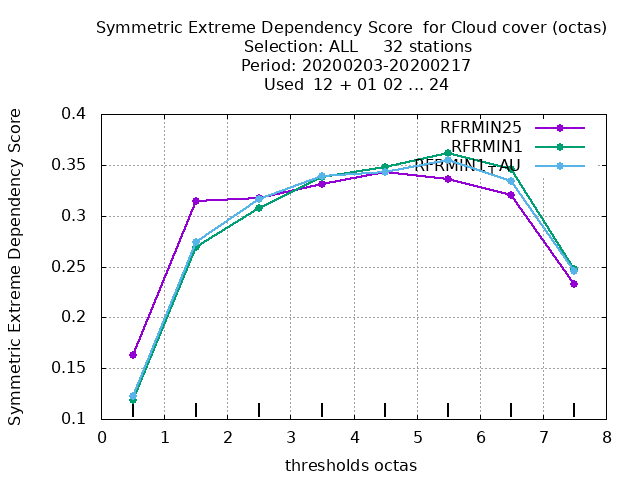 Symmetric Extreme Dependency Score  for Cloud cover (octas)
Selection: ALL     32 stations
Period: 20200203-20200217
Used  12 + 01 02 ... 24
Symmetric Extreme Dependency Score
0.4
0.35
0.3
0.25
0.2
0.15
0.1
RFRMIN25
RFRMIN1
RFRMIN1+AU
0 1 2 3 4 5 6 7 8
thresholds octas